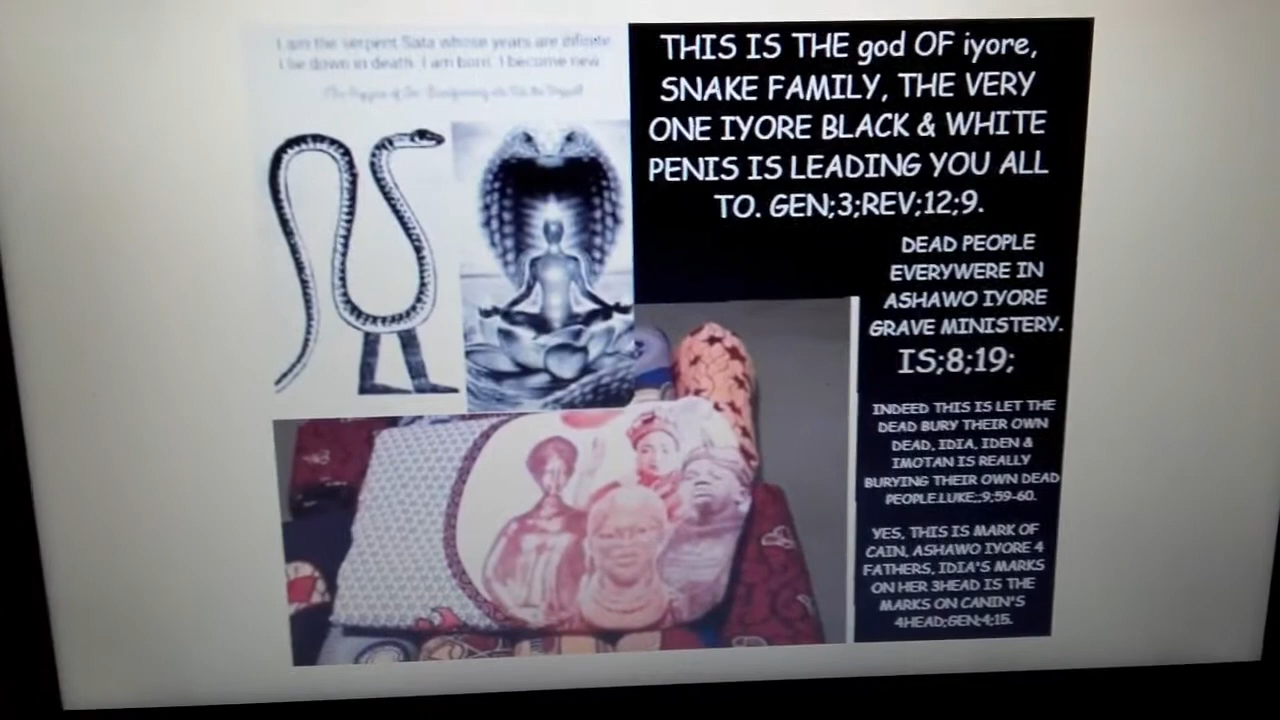 I am the serpent Sata whose years are infinite.
I lie down in death. I am born. I become new
THIS IS THE god OF iyore,
SNAKE FAMILY, THE VERY
ONE IYORE BLACK & WHITE
PENIS IS LEADING YOU ALL
TO. GEN;3;REV;12;9.
DEAD PEOPLE
EVERYWERE IN
ASHAWO IYORE
GRAVE MINISTERY.
IS;8;19;
INDEED THIS IS LET THE
DEAD BURY THEIR OWN
DEAD, IDIA, IDEN &
IMOTAN IS REALLY
BURYING THEIR OWN DEAD
PEOPLE.LUKE;;9;59-60.
YES, THIS IS MARK OF
CAIN, ASHAWO IYORE 4
FATHERS, IDIA'S MARKS
ON HER 3HEAD IS THE
MARKS ON CANIN'S
4HEAD;GEN;4;15.